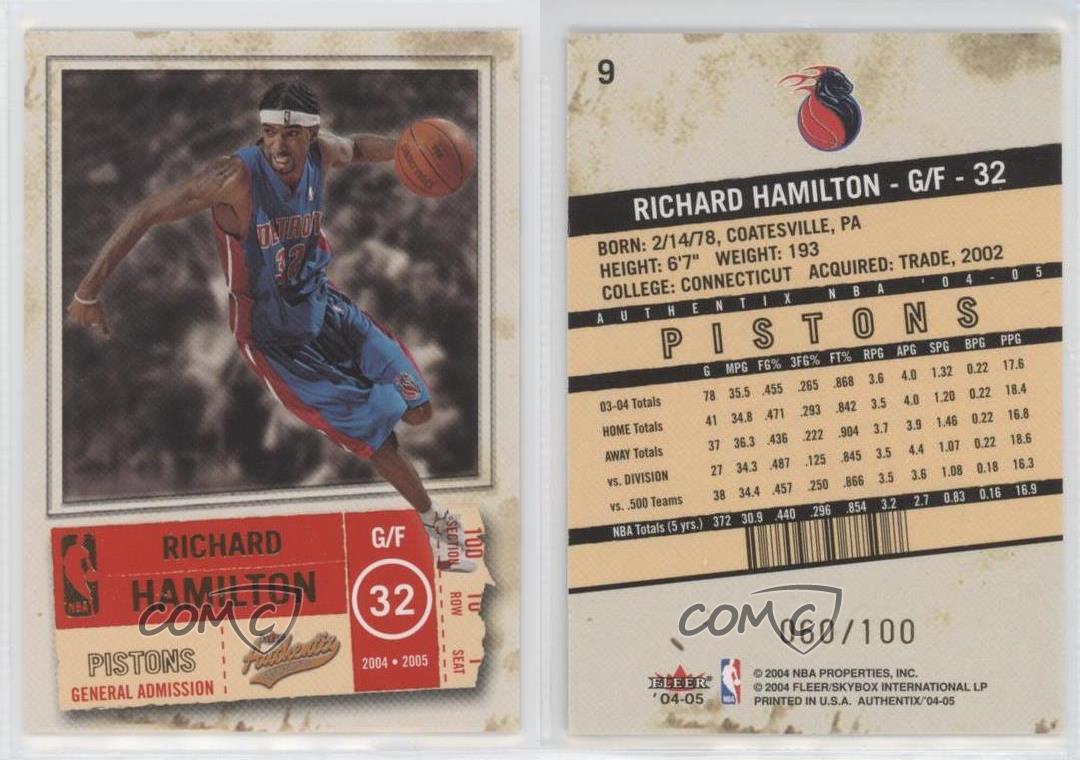 DETROIT
32
RICHARD
HAMILTON
NBA
PISTONS
GENERAL ADMISSION
Authentix
G/F
32
2004 • 2005
SECTION
100
ROW
10
SEAT
1
COMC
9
RICHARD HAMILTON - G/F - 32
BORN: 2/14/78, COATESVILLE, PA
HEIGHT: 6'7" WEIGHT: 193
COLLEGE: CONNECTICUT ACQUIRED: TRADE, 2002
AUTHENTIX NBA '04-05
PISTONS
G MPG FG% 3FG% FT% RPG APG SPG BPG PPG
03-04 Totals 78 35.5 .455 .265 .868 3.6 4.0 1.32 0.22 17.6
HOME Totals 41 34.8 .471 .293 .842 3.5 4.0 1.20 0.22 18.4
AWAY Totals 37 36.3 .436 .222 .904 3.7 3.9 1.46 0.22 16.8
vs. DIVISION 27 34.3 .487 .125 .845 3.5 4.4 1.07 0.22 18.6
vs. .500 Teams 38 34.4 .457 .250 .866 3.5 3.6 1.08 0.18 16.3
NBA Totals (5 yrs.) 372 30.9 .440 .296 .854 3.2 2.7 0.83 0.16 16.9
COMC
060/100
FLEER
'04-05
NBA
© 2004 NBA PROPERTIES, INC.
© 2004 FLEER/SKYBOX INTERNATIONAL LP
PRINTED IN U.S.A. AUTHENTIX/'04-05